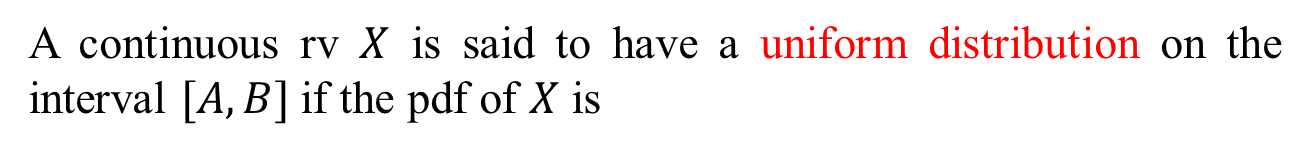 A continuous rv X is said to have a uniform distribution on the
interval [A, B] if the pdf of X is